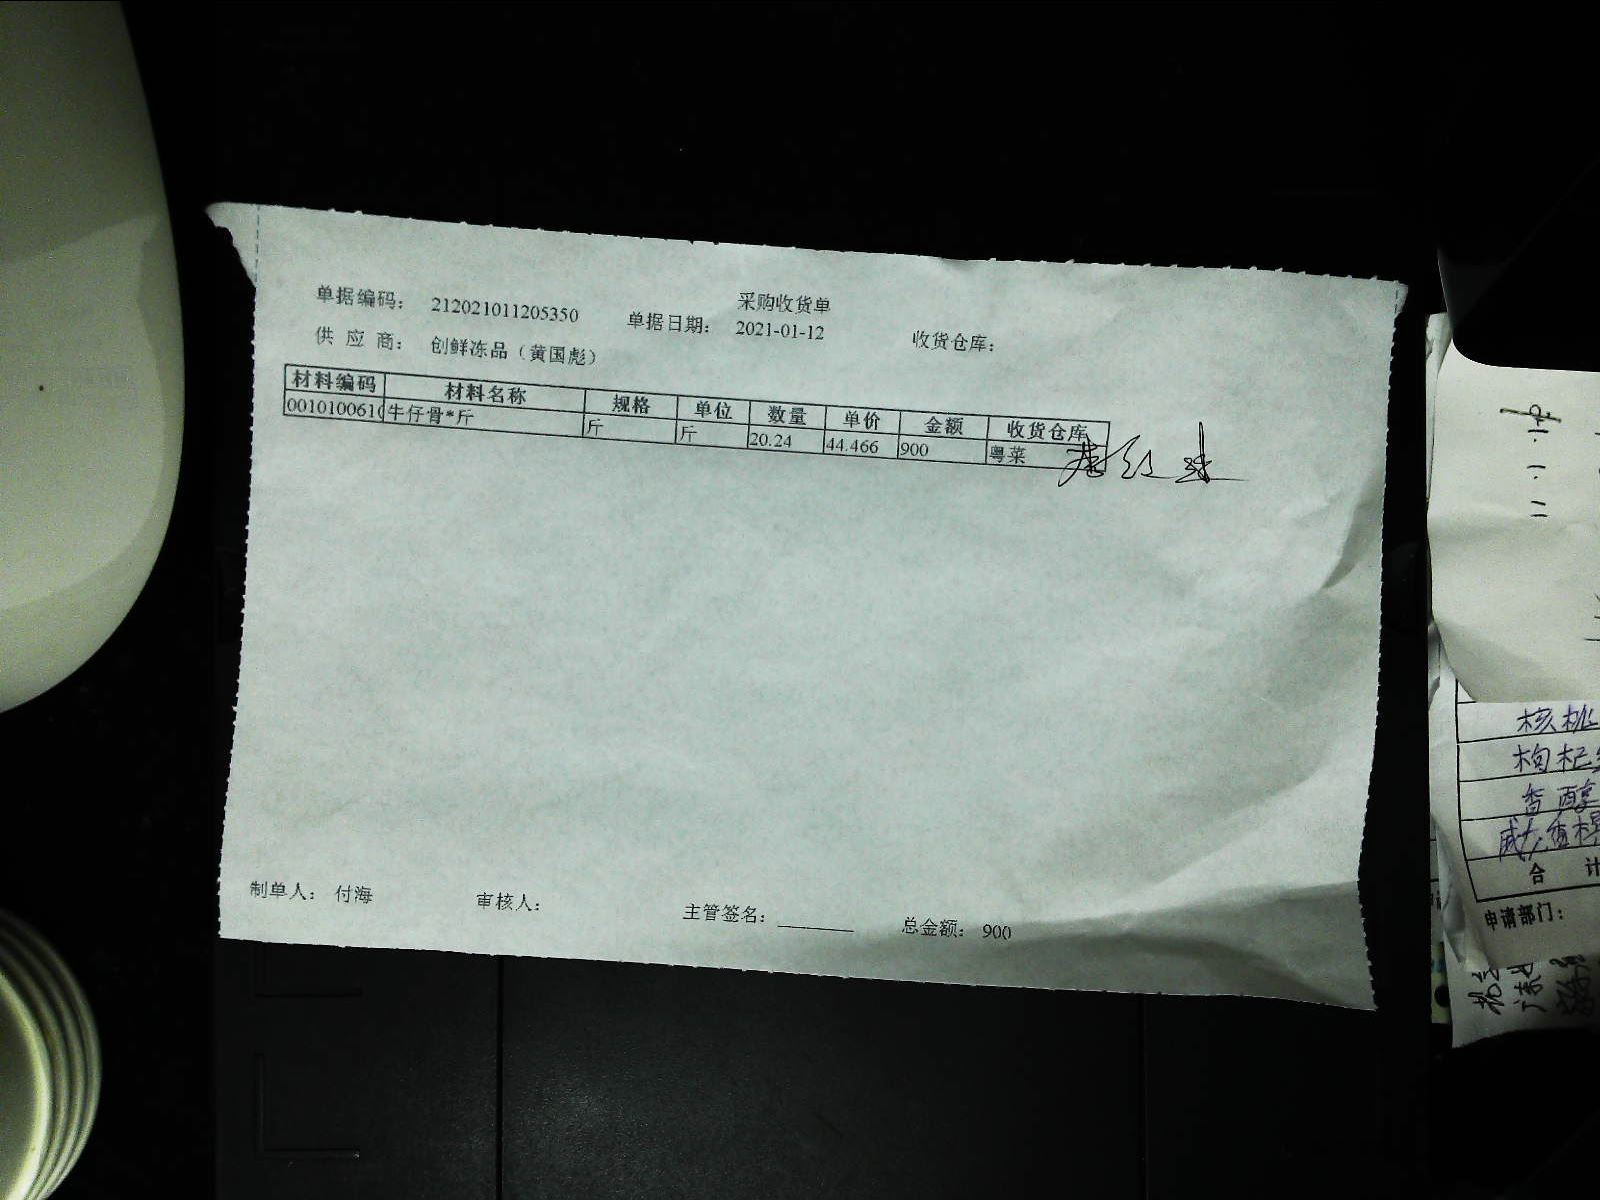 采购收货单
单据编码： 212021011205350 单据日期： 2021-01-12 收货仓库：
供 应 商： 创鲜冻品（黄国彪）
材料编码 材料名称 规格 单位 数量 单价 金额 收货仓库
0010100610 牛仔骨*斤 斤 斤 20.24 44.466 900 粤菜
制单人： 付海 审核人： 主管签名： 总金额： 900
1.11
核桃
枸杞
香醇
合 计
申请部门：